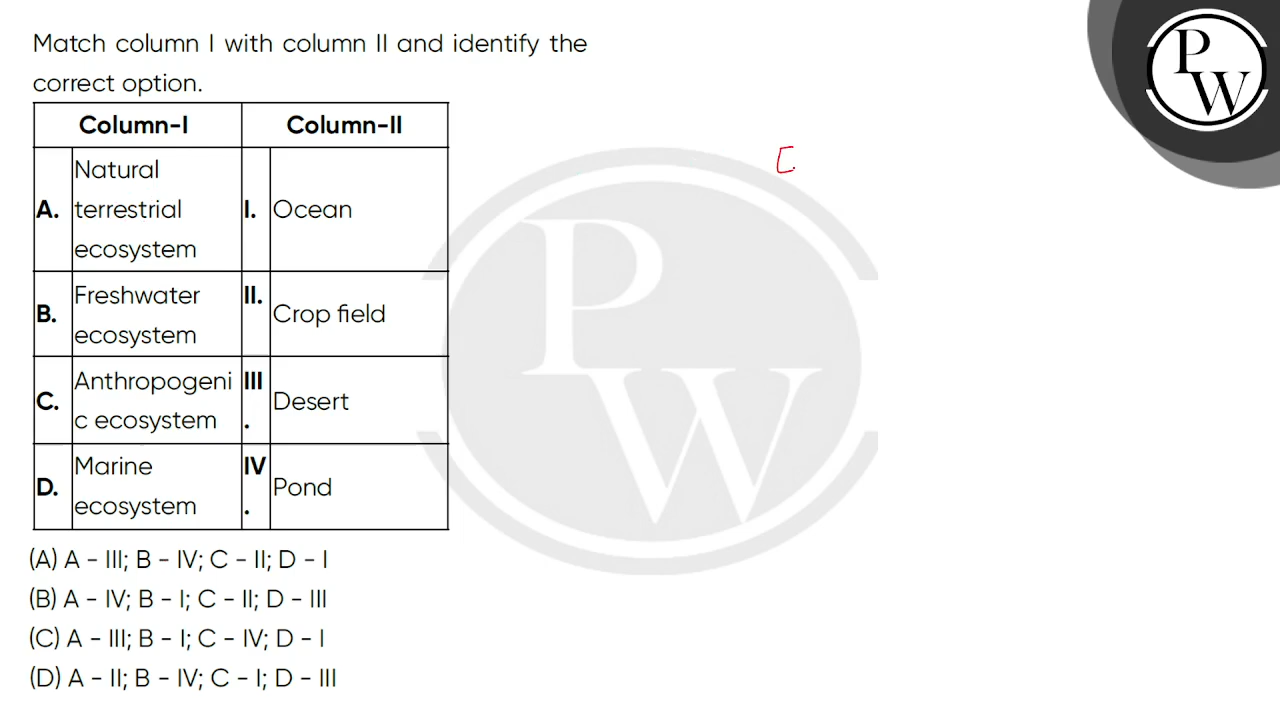 Match column I with column II and identify the
correct option.
Column-I Column-II
A. Natural terrestrial ecosystem I. Ocean
B. Freshwater ecosystem II. Crop field
C. Anthropogeni c ecosystem III . Desert
D. Marine ecosystem IV . Pond
(A) A - III; B - IV; C - II; D - I
(B) A - IV; B - I; C - II; D - III
(C) A - III; B - I; C - IV; D - I
(D) A - II; B - IV; C - I; D - III
PW
PW